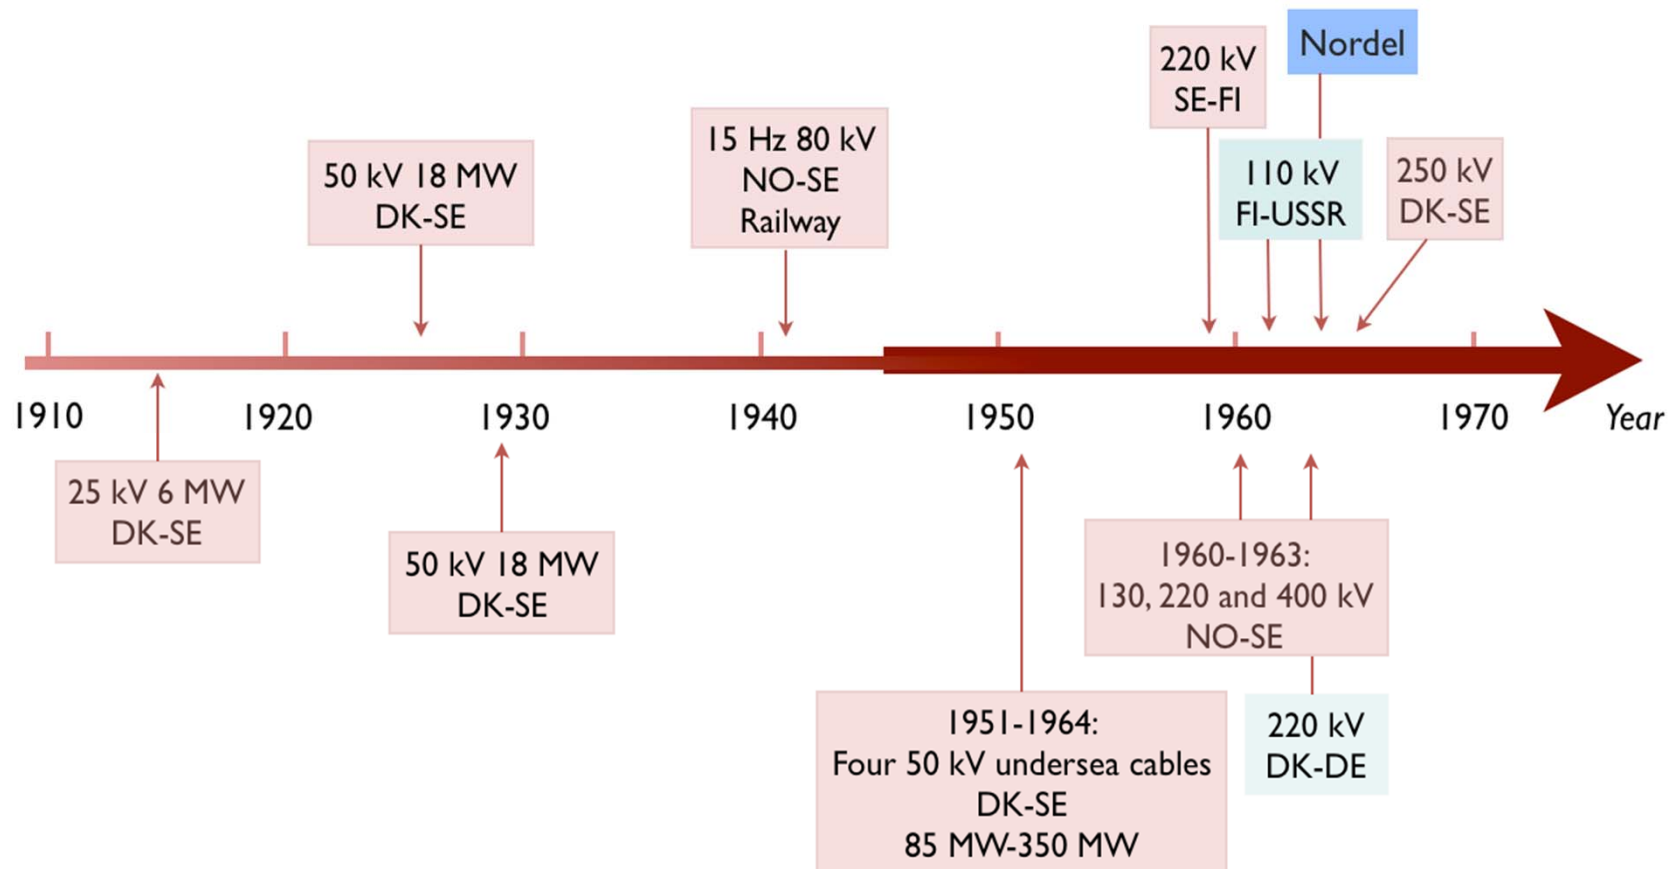 Nordel
220 kV
SE-FI
15 Hz 80 kV
NO-SE
Railway
50 kV 18 MW
DK-SE
110 kV
FI-USSR
250 kV
DK-SE
1910
1920
1930
1940
1950
1960
1970
Year
25 kV 6 MW
DK-SE
50 kV 18 MW
DK-SE
1960-1963:
130, 220 and 400 kV
NO-SE
1951-1964:
Four 50 kV undersea cables
DK-SE
85 MW-350 MW
220 kV
DK-DE